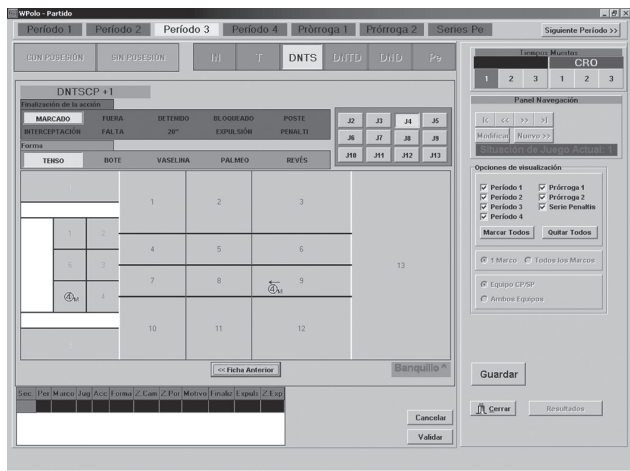 WPolo - Partido
Período 1 Período 2 Período 3 Período 4 Prórroga 1 Prórroga 2 Series Pe
Siguiente Período >>
CON POSESIÓN SIN POSESIÓN IN T DNTS DNTD DND Pe
Tiempos Muertos
CRO
1 2 3 1 2 3
DNTSCP +1
Finalización de la acción
MARCADO FUERA DETENIDO BLOQUEADO POSTE
INTERCEPTACIÓN FALTA 20" EXPULSIÓN PENALTI
Forma
TENSO BOTE VASELINA PALMEO REVÉS
J2 J3 J4 J5
J6 J7 J8 J9
J10 J11 J12 J13
Panel Navegación
|< << >> >|
Modificar Nuevo >>
Situación de Juego Actual: 1
Opciones de visualización
Período 1 Prórroga 1
Período 2 Prórroga 2
Período 3 Serie Penaltis
Período 4
Marcar Todos Quitar Todos
1 Marco Todos los Marcos
Equipo CP/SP
Ambos Equipos
1 2 3
1 2
4 5 6
6 3
13
7 8 9
4 M 4
4 M
10 11 12
5
<< Ficha Anterior
Banquillo ^
Guardar
Sec. Per Marco Jug Acc Forma Z.Cam Z.Por Motivo Finaliz Expuls Z.Exp
Cancelar
Validar
Cerrar Resultados